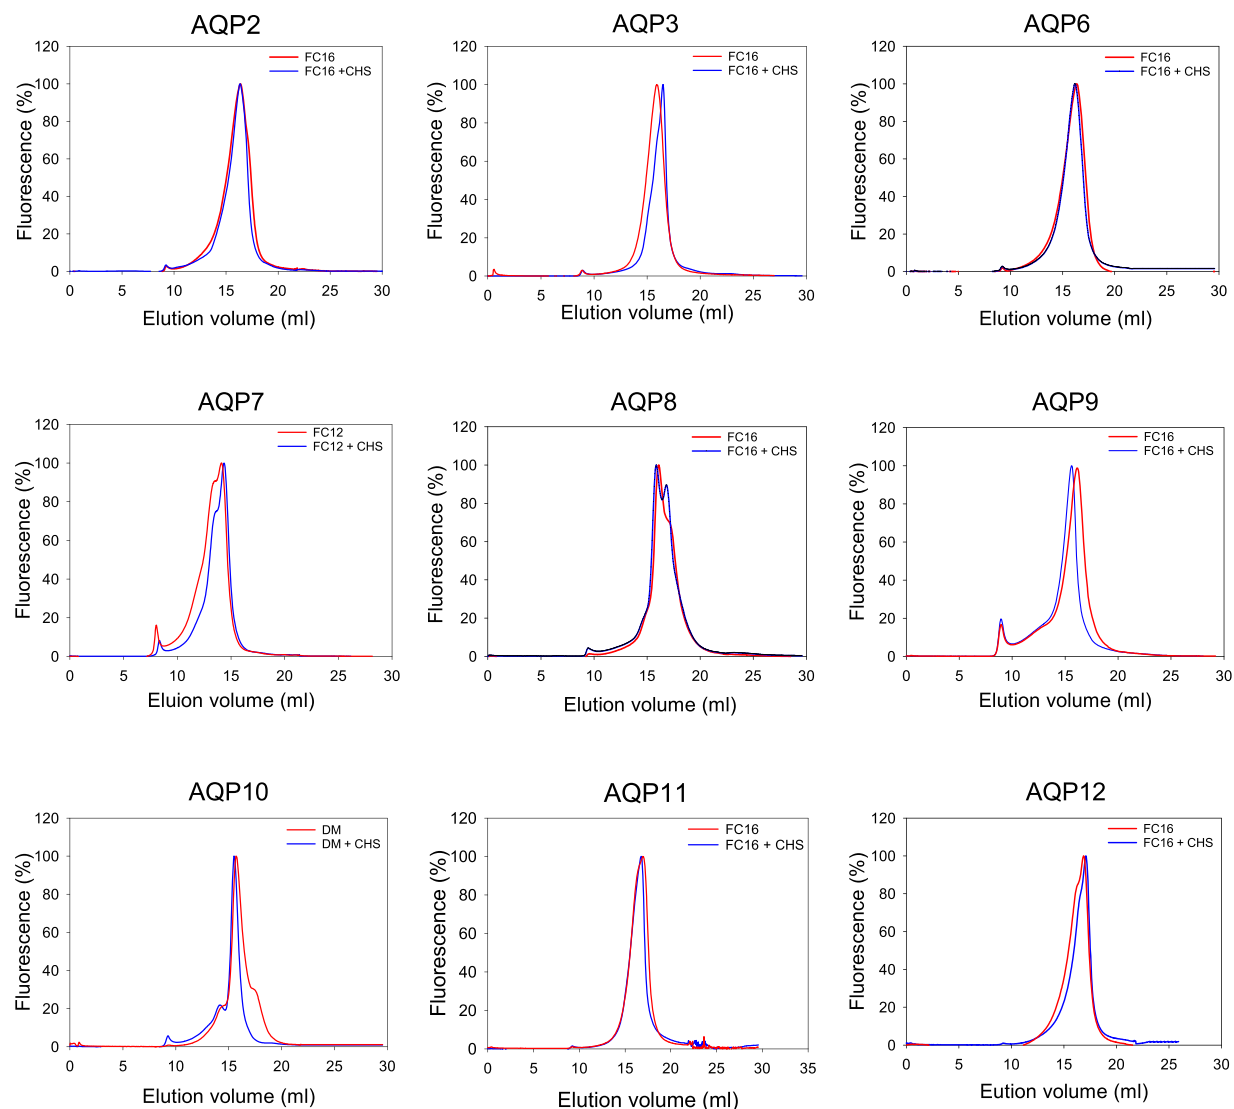 AQP2
FC16
FC16 +CHS
Fluorescence (%)
120
100
80
60
40
20
0
0 5 10 15 20 25 30
Elution volume (ml)
AQP3
FC16
FC16 + CHS
Fluorescence (%)
120
100
80
60
40
20
0
0 5 10 15 20 25 30
Elution volume (ml)
AQP6
FC16
FC16 + CHS
Fluorescence (%)
120
100
80
60
40
20
0
0 5 10 15 20 25 30
Elution volume (ml)
AQP7
FC12
FC12 + CHS
Fluorescence (%)
120
100
80
60
40
20
0
0 5 10 15 20 25 30
Eluion volume (ml)
AQP8
FC16
FC16 + CHS
Fluorescence (%)
120
100
80
60
40
20
0
0 5 10 15 20 25 30
Elution volume (ml)
AQP9
FC16
FC16 + CHS
Fluorescence (%)
120
100
80
60
40
20
0
0 5 10 15 20 25 30
Elution volume (ml)
AQP10
DM
DM + CHS
Fluorescence (%)
120
100
80
60
40
20
0
0 5 10 15 20 25 30
Elution volume (ml)
AQP11
FC16
FC16 + CHS
Fluorescence (%)
120
100
80
60
40
20
0
0 5 10 15 20 25 30 35
Elution volume (ml)
AQP12
FC16
FC16 + CHS
Fluorescence (%)
120
100
80
60
40
20
0
0 5 10 15 20 25 30
Elution volume (ml)